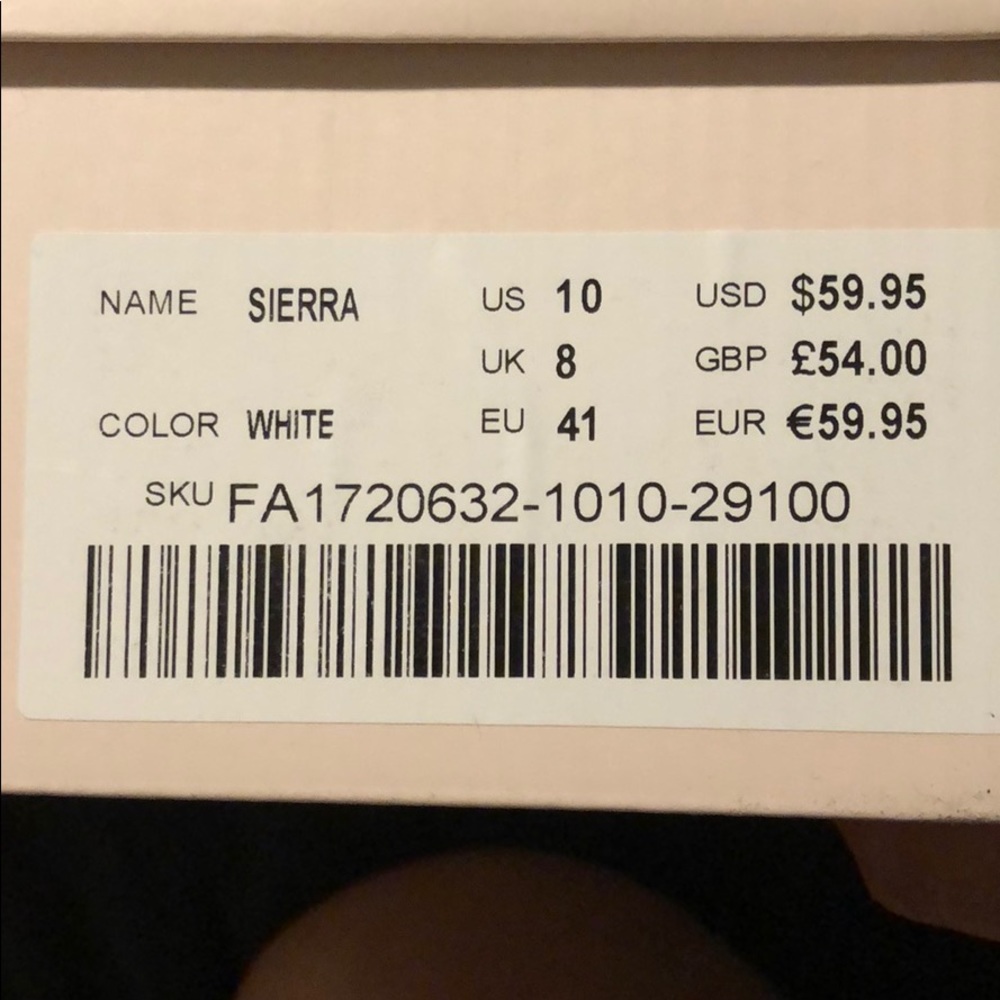 NAME SIERRA US 10 USD $59.95
UK 8 GBP £54.00
COLOR WHITE EU 41 EUR €59.95
SKU FA1720632-1010-29100